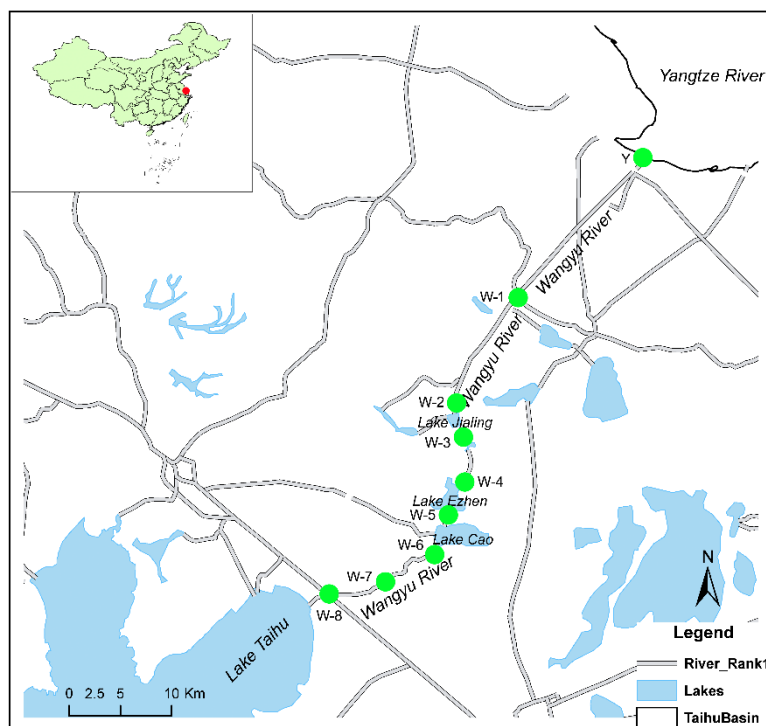 Yangtze River
Y
Wangyu River
W-1
Wangyu River
W-2
Lake Jialing
W-3
W-4
Lake Ezhen
W-5
Lake Cao
W-6
W-7
Wangyu River
W-8
Lake Taihu
N
Legend
River_Rank1
Lakes
TaihuBasin
0 2.5 5 10 Km